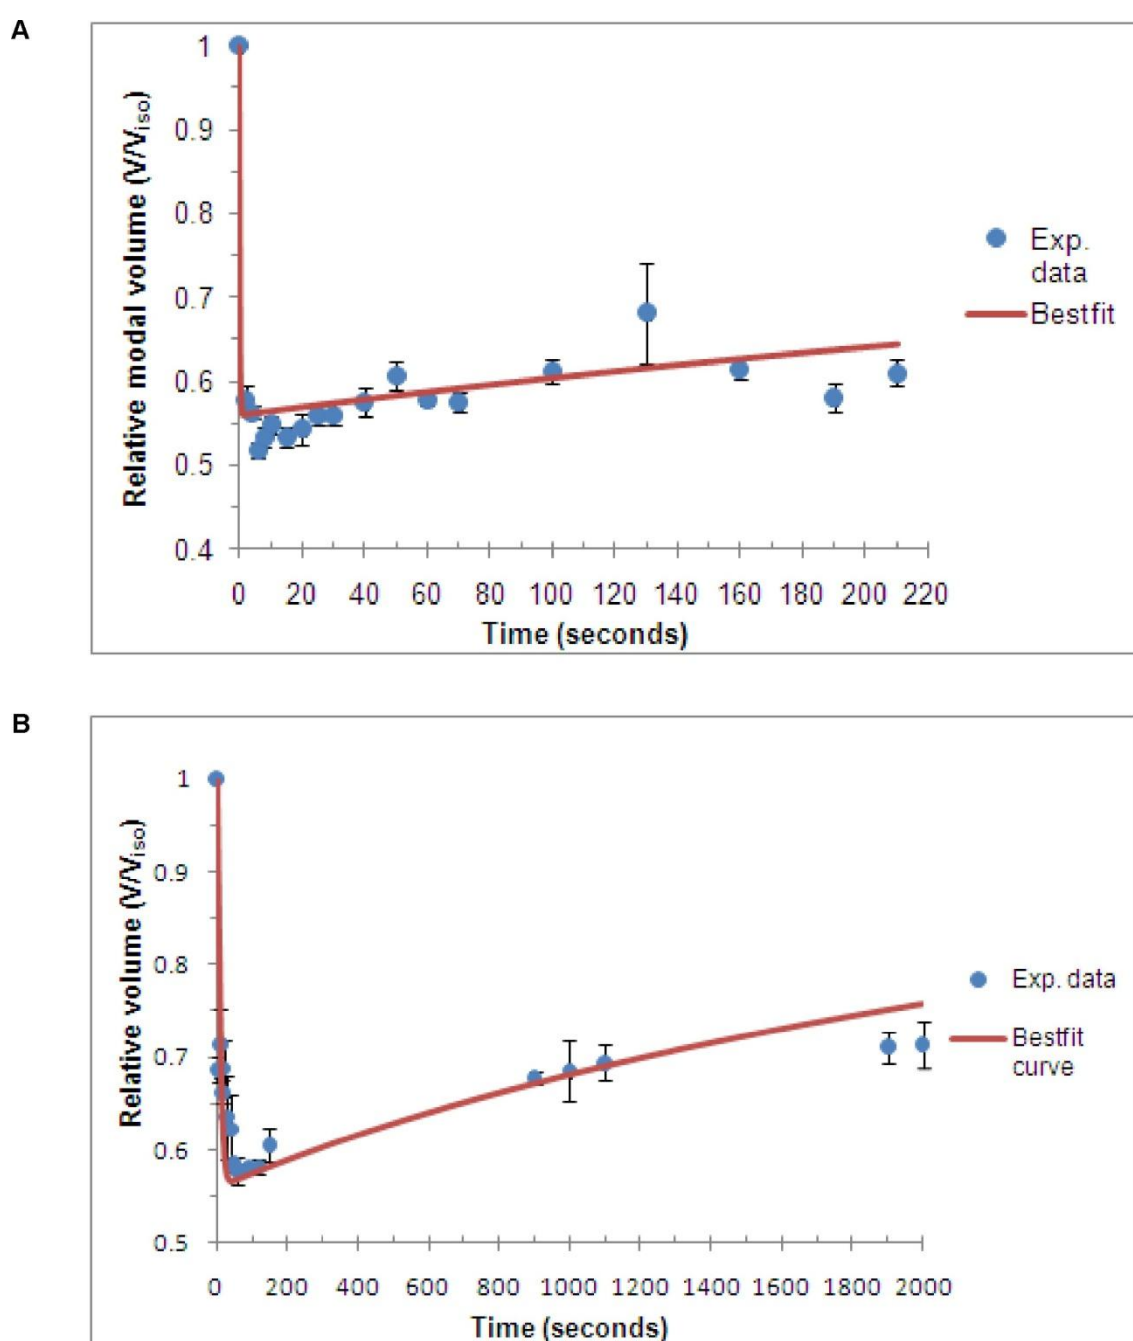 A
Relative modal volume (V/Viso)
1
0.9
0.8
0.7
0.6
0.5
0.4
0 20 40 60 80 100 120 140 160 180 200 220
Time (seconds)
Exp.
data
Bestfit
B
Relative volume (V/Viso)
1
0.9
0.8
0.7
0.6
0.5
0 200 400 600 800 1000 1200 1400 1600 1800 2000
Time (seconds)
Exp. data
Bestfit
curve